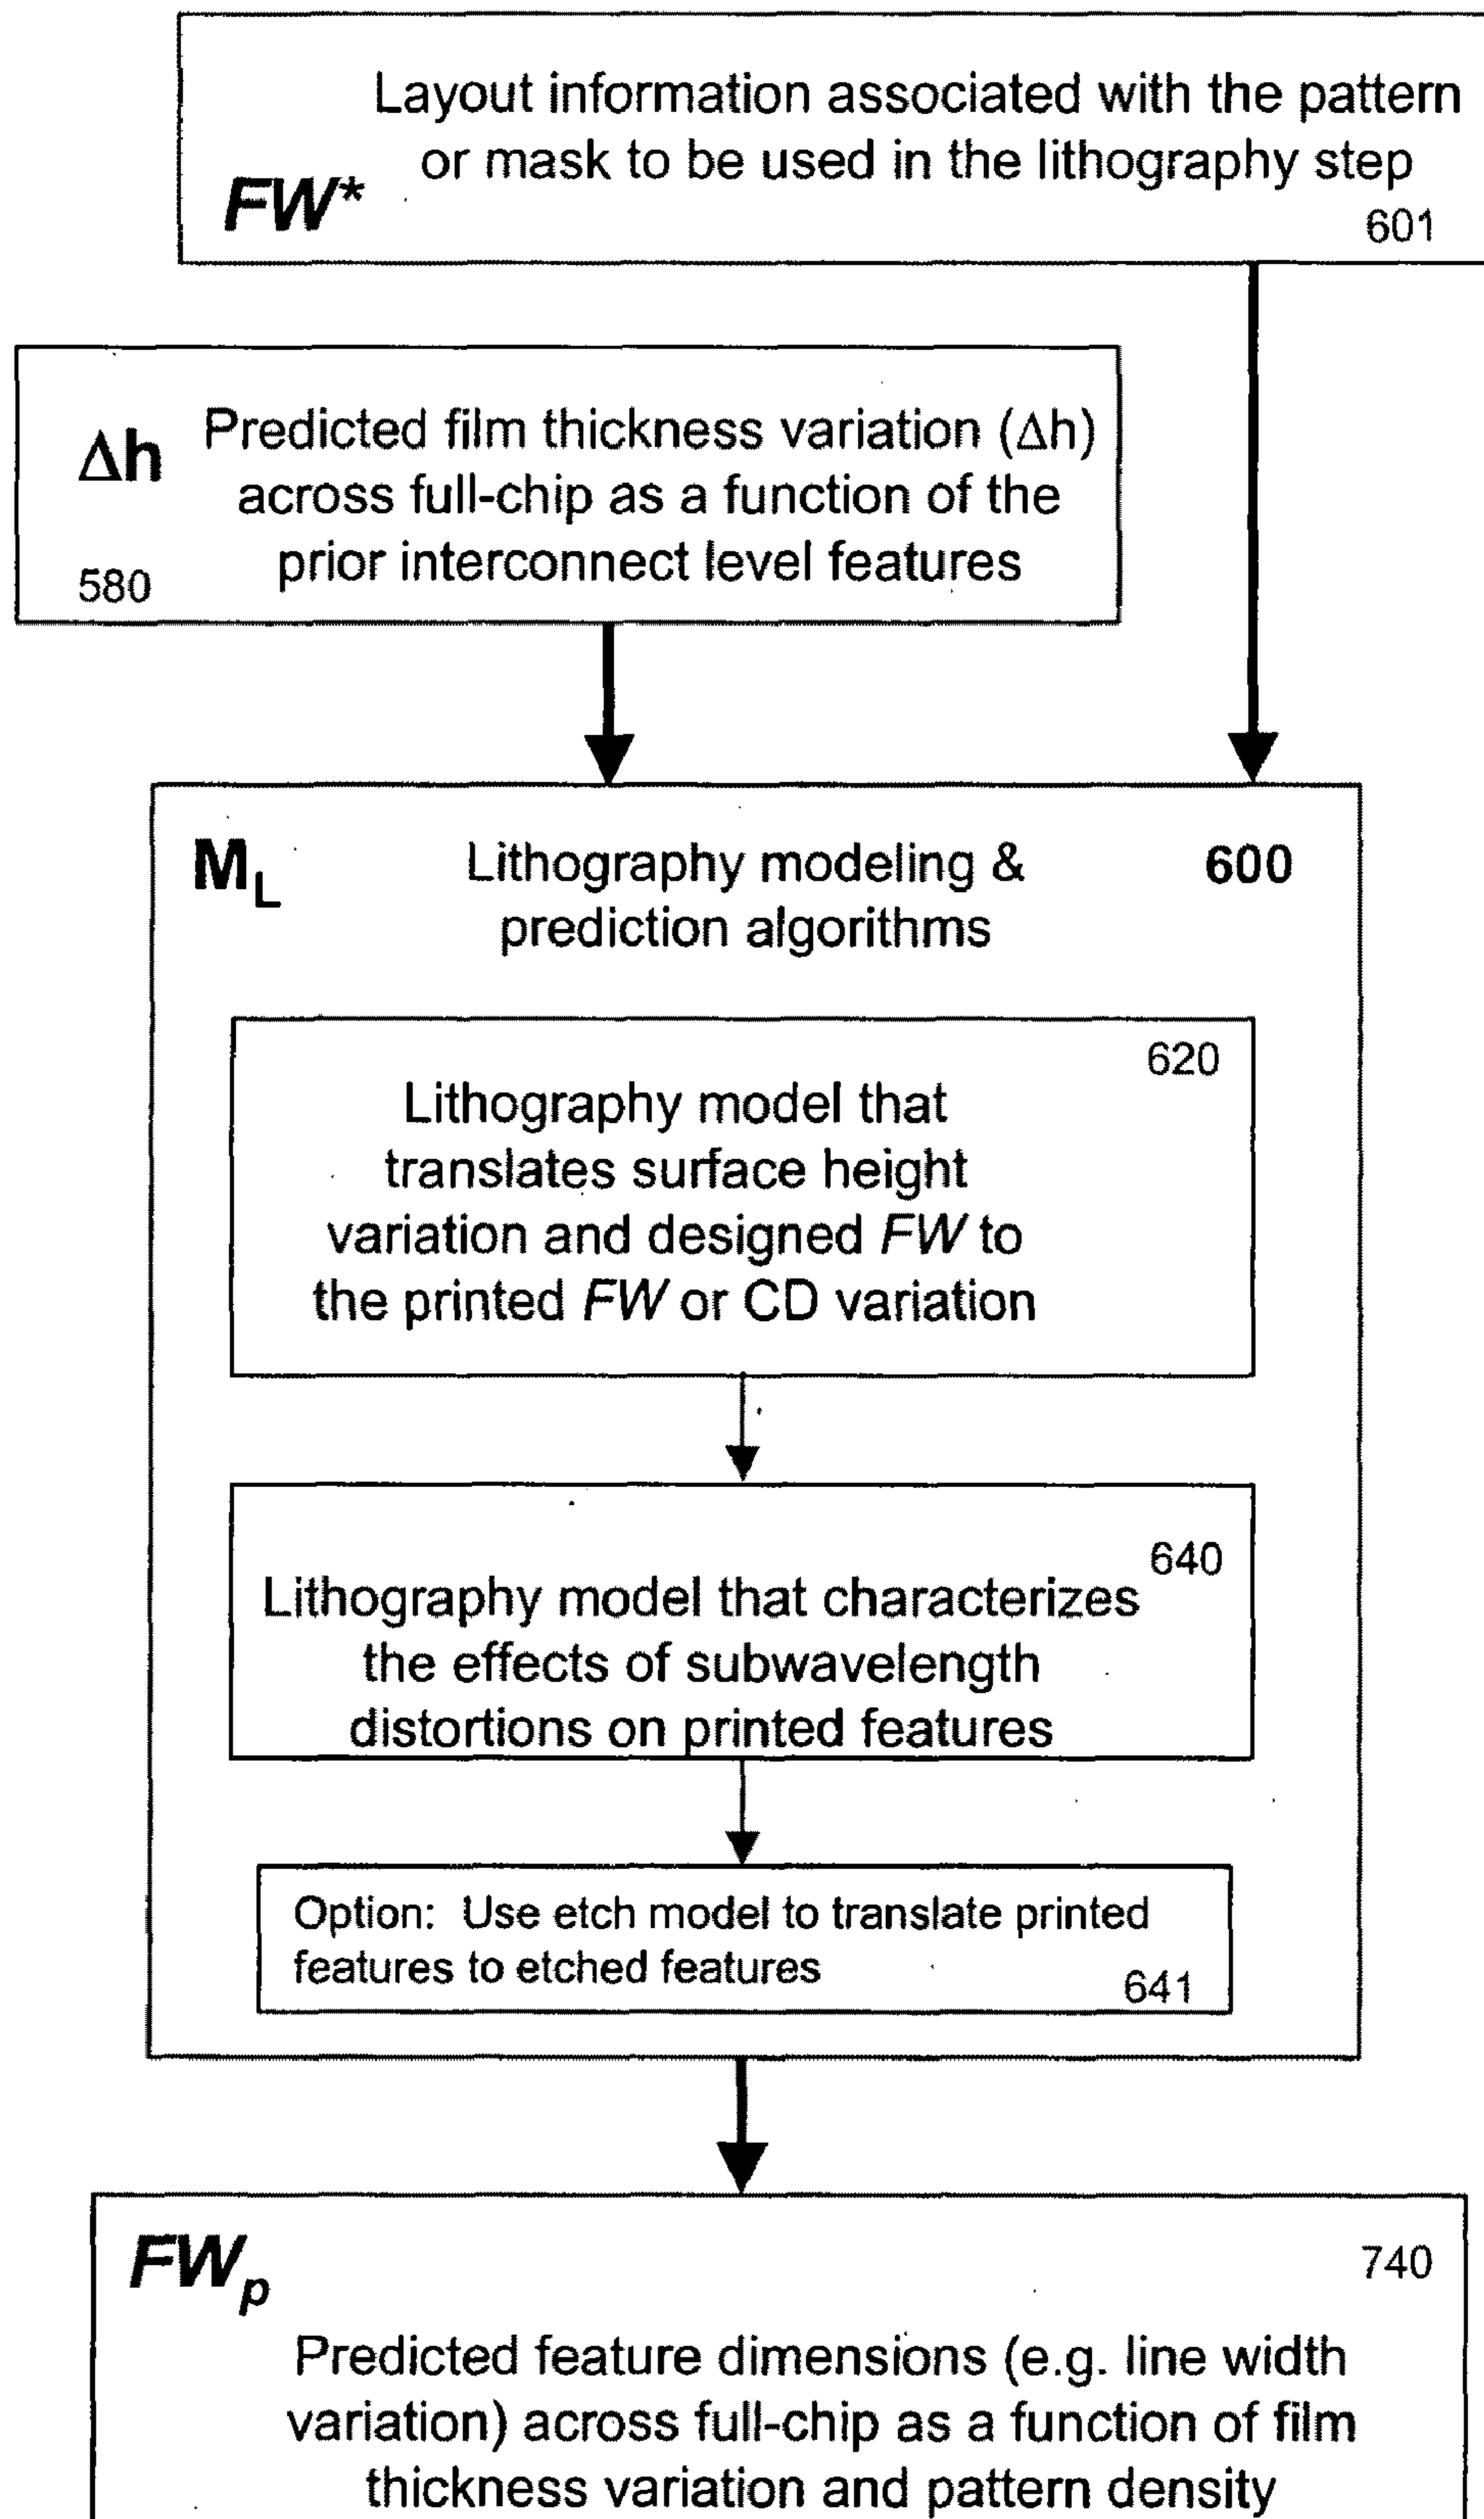 Layout information associated with the pattern
or mask to be used in the lithography step
FW*
601
Δh
Predicted film thickness variation (Δh)
across full-chip as a function of the
prior interconnect level features
580
M_L
Lithography modeling &
prediction algorithms
600
620
Lithography model that
translates surface height
variation and designed FW to
the printed FW or CD variation
640
Lithography model that characterizes
the effects of subwavelength
distortions on printed features
Option: Use etch model to translate printed
features to etched features
641
FW_p
740
Predicted feature dimensions (e.g. line width
variation) across full-chip as a function of film
thickness variation and pattern density